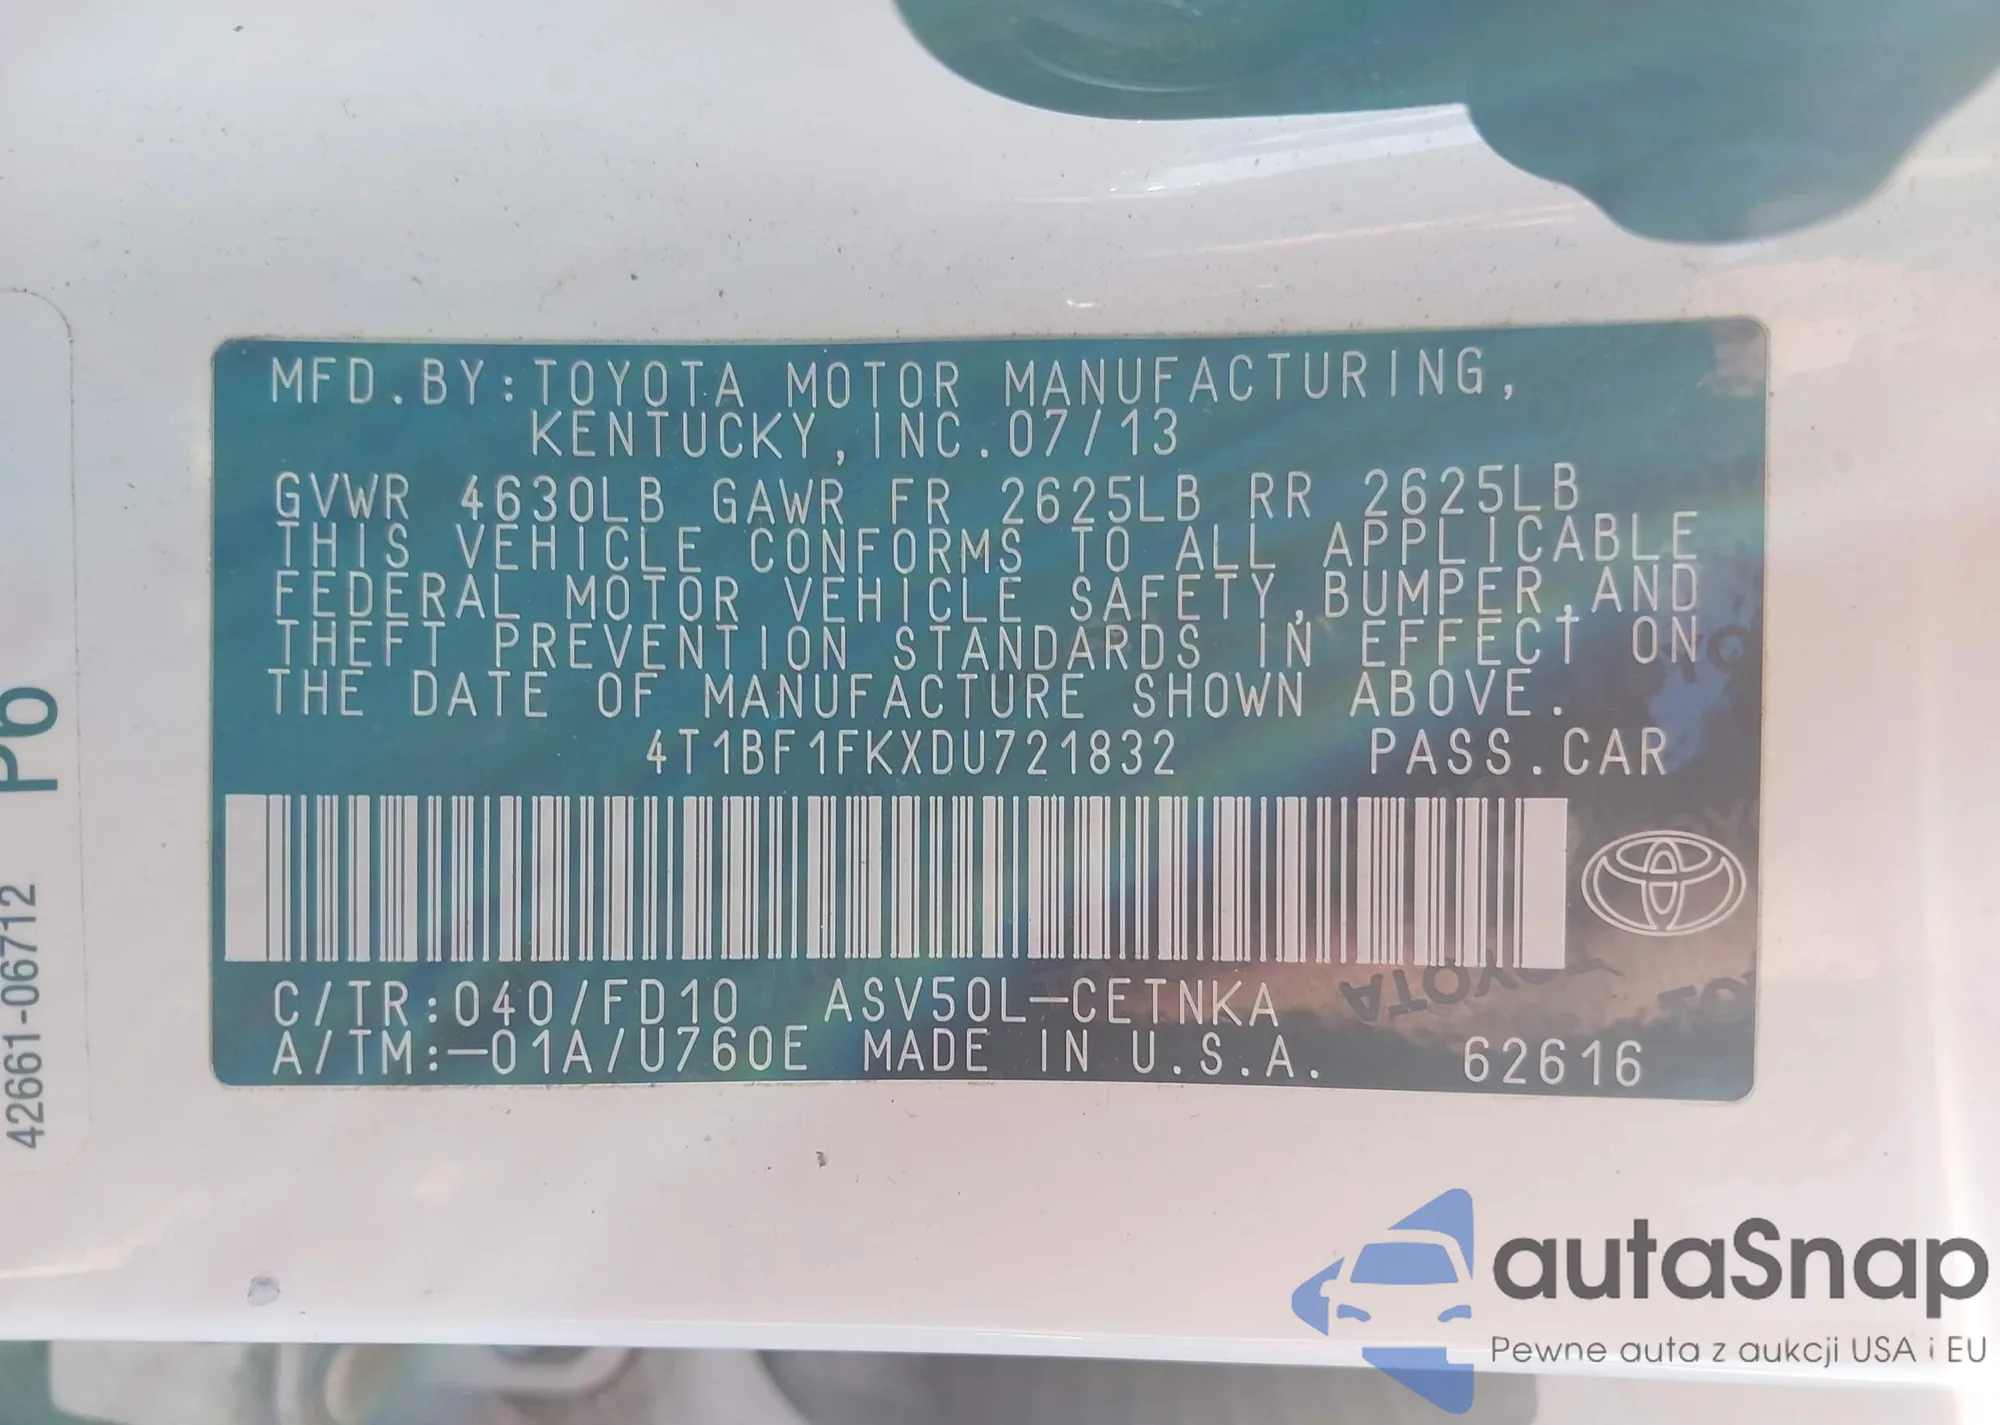 MFD.BY:TOYOTA MOTOR MANUFACTURING,
KENTUCKY,INC.07/13
GVWR 4630LB GAWR FR 2625LB RR 2625LB
THIS VEHICLE CONFORMS TO ALL APPLICABLE
FEDERAL MOTOR VEHICLE SAFETY,BUMPER,AND
THEFT PREVENTION STANDARDS IN EFFECT ON
THE DATE OF MANUFACTURE SHOWN ABOVE.
4T1BF1FKXDU721832 PASS.CAR
C/TR:040/FD10 ASV50L-CETNKA
A/TM:-01A/U760E MADE IN U.S.A. 62616
TOYOTA
42661-06712
autaSnap
Pewne auta z aukcji USA i EU